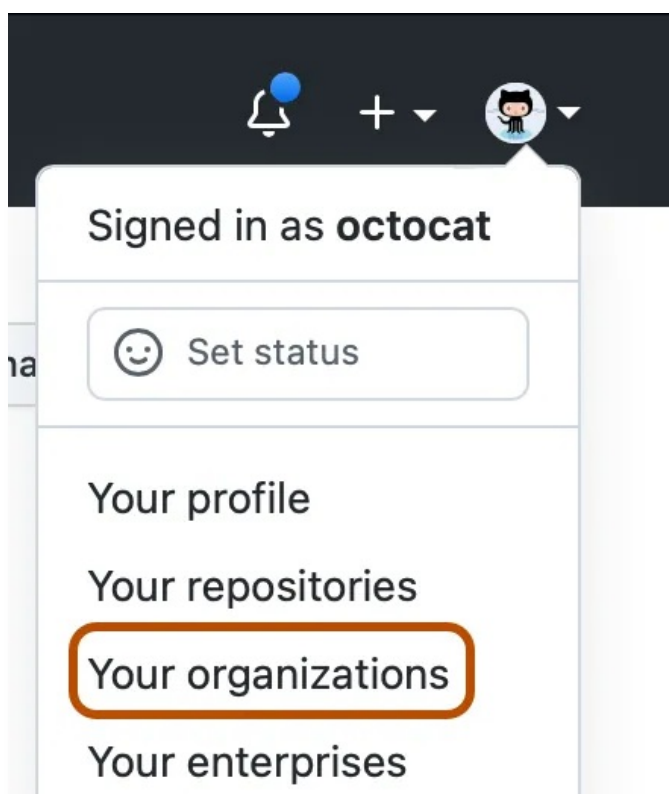 Signed in as octocat
Set status
Your profile
Your repositories
Your organizations
Your enterprises